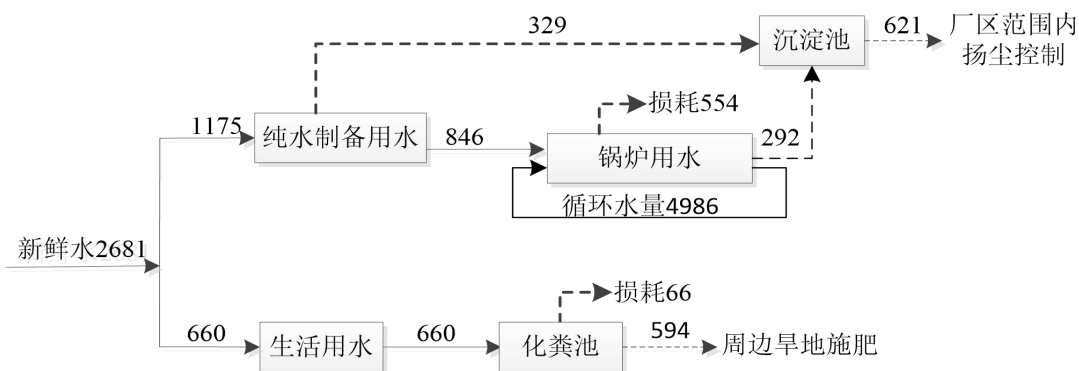 329
沉淀池
621
厂区范围内
扬尘控制
1175
纯水制备用水
846
损耗554
锅炉用水
292
循环水量4986
新鲜水2681
660
生活用水
660
化粪池
损耗66
594
周边旱地施肥